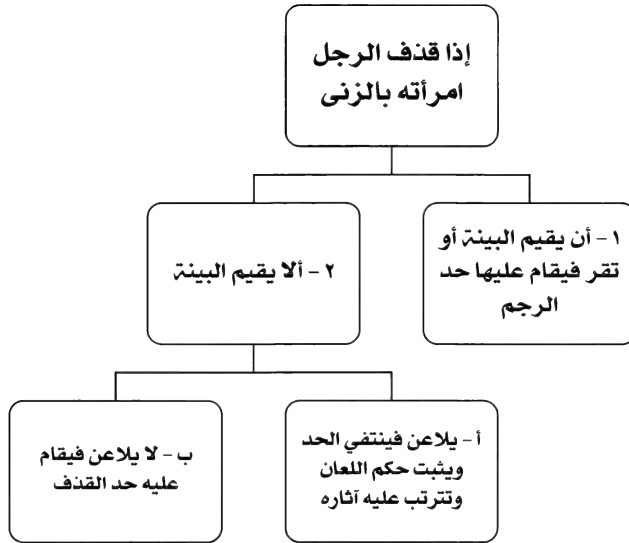 إذا قذف الرجل
امرأته بالزنى
١ - أن يقيم البينة أو
تقر فيقام عليها حد
الرجم
٢ - ألا يقيم البينة
أ - يلاعن فينتفي الحد
ويثبت حكم اللعان
وتترتب عليه آثاره
ب - لا يلاعن فيقام
عليه حد القذف